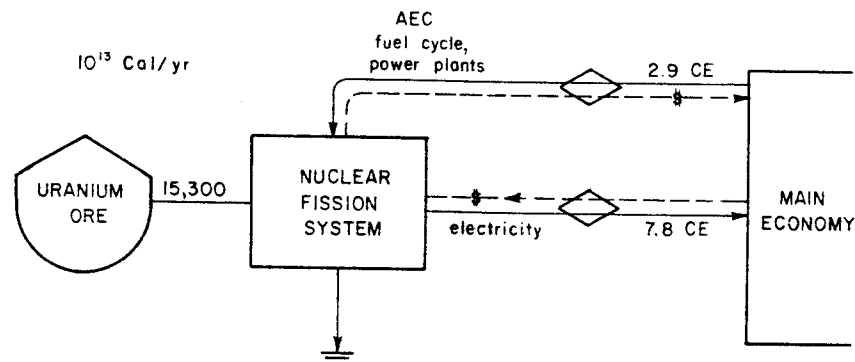 AEC
fuel cycle,
power plants
10¹³ Cal/yr
2.9 CE
$
URANIUM
ORE
15,300
NUCLEAR
FISSION
SYSTEM
$
electricity
7.8 CE
MAIN
ECONOMY